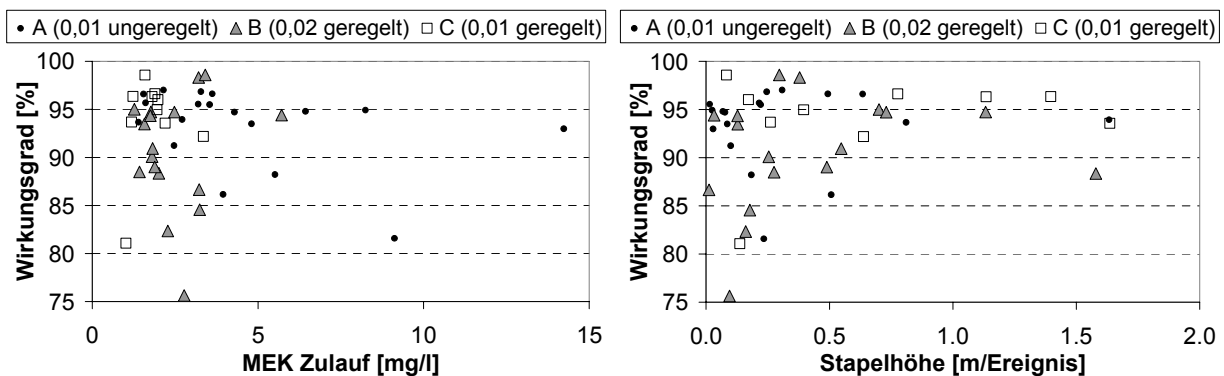 A (0,01 ungeregelt) B (0,02 geregelt) C (0,01 geregelt)
100
95
90
85
80
75
Wirkungsgrad [%]
0 5 10 15
MEK Zulauf [mg/l]
A (0,01 ungeregelt) B (0,02 geregelt) C (0,01 geregelt)
100
95
90
85
80
75
Wirkungsgrad [%]
0.0 0.5 1.0 1.5 2.0
Stapelhöhe [m/Ereignis]